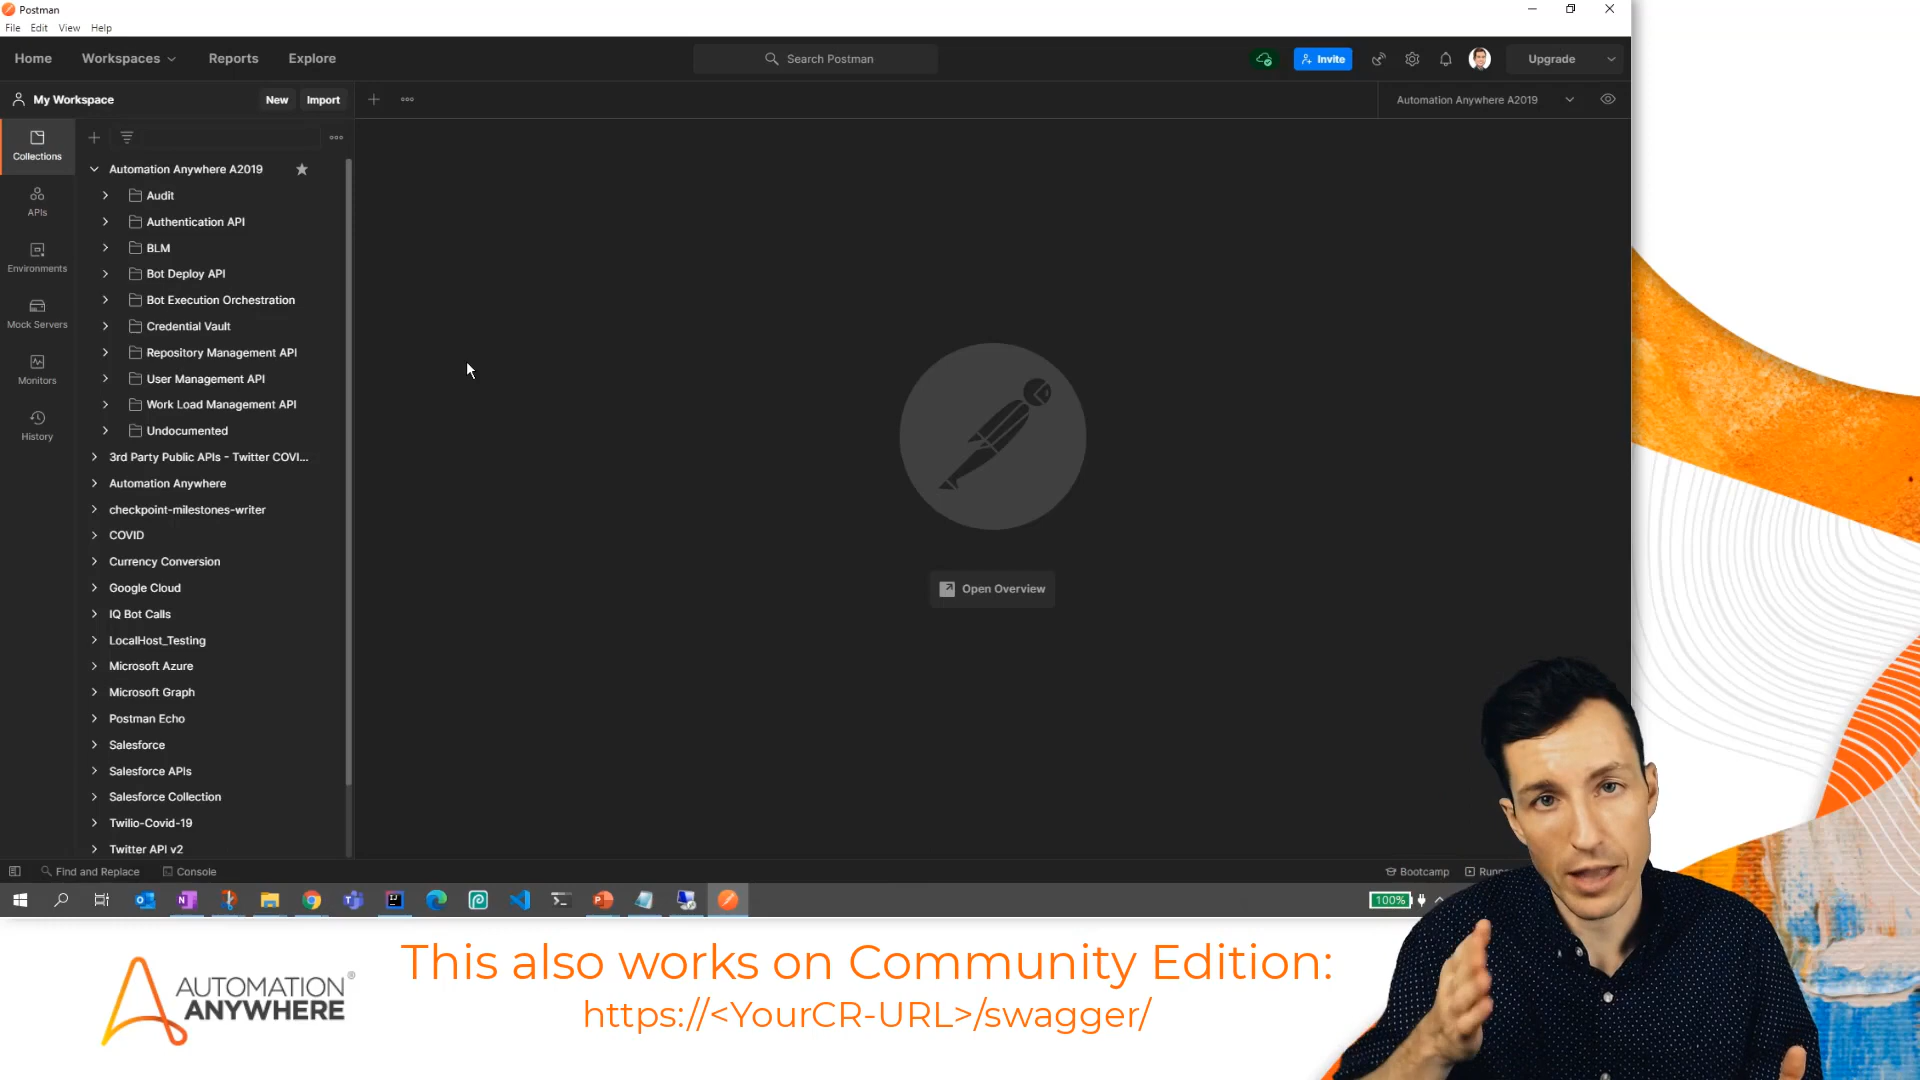 Postman
File Edit View Help
Home Workspaces Reports Explore
Search Postman
Invite
Upgrade
My Workspace
New Import
Automation Anywhere A2019
Collections
APIs
Environments
Mock Servers
Monitors
History
Automation Anywhere A2019
Audit
Authentication API
BLM
Bot Deploy API
Bot Execution Orchestration
Credential Vault
Repository Management API
User Management API
Work Load Management API
Undocumented
3rd Party Public APIs - Twitter COVI...
Automation Anywhere
checkpoint-milestones-writer
COVID
Currency Conversion
Google Cloud
IQ Bot Calls
LocalHost_Testing
Microsoft Azure
Microsoft Graph
Postman Echo
Salesforce
Salesforce APIs
Salesforce Collection
Twilio-Covid-19
Twitter API v2
Open Overview
Find and Replace Console
Bootcamp
100%
AUTOMATION
ANYWHERE®
This also works on Community Edition:
https://<YourCR-URL>/swagger/